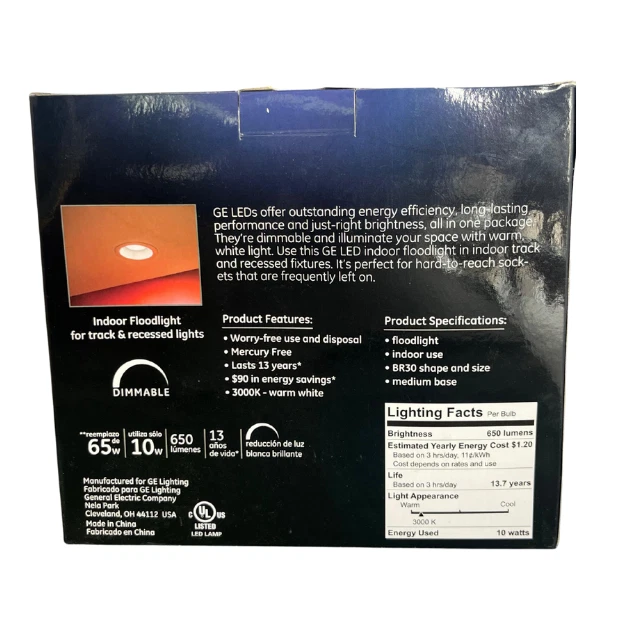 GE LEDs offer outstanding energy efficiency, long-lasting
performance and just-right brightness, all in one package.
They're dimmable and illuminate your space with warm,
white light. Use this GE LED indoor floodlight in indoor track
and recessed fixtures. It's perfect for hard-to-reach sock-
ets that are frequently left on.
Indoor Floodlight
for track & recessed lights
DIMMABLE
Product Features:
• Worry-free use and disposal
• Mercury Free
• Lasts 13 years*
• $90 in energy savings*
• 3000K - warm white
Product Specifications:
• floodlight
• indoor use
• BR30 shape and size
• medium base
**reemplazo
de
65w
utiliza sólo
10w
650
lúmenes
13
años
de vida*
reducción de luz
blanca brillante
Manufactured for GE Lighting
Fabricado para GE Lighting
General Electric Company
Nela Park
Cleveland, OH 44112 USA
Made in China
Fabricado en China
C UL US
LISTED
LED LAMP
Lighting Facts Per Bulb
Brightness 650 lumens
Estimated Yearly Energy Cost $1.20
Based on 3 hrs/day, 11¢/kWh
Cost depends on rates and use
Life
Based on 3 hrs/day 13.7 years
Light Appearance
Warm Cool
3000 K
Energy Used 10 watts